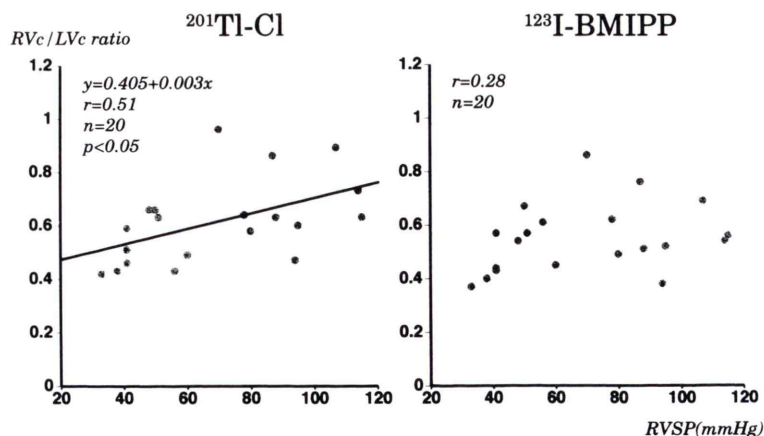 ²⁰¹Tl-Cl
¹²³I-BMIPP
RVc/LVc ratio
1.2
1
0.8
0.6
0.4
0.2
0
20
40
60
80
100
120
y=0.405+0.003x
r=0.51
n=20
p<0.05
1.2
1
0.8
0.6
0.4
0.2
0
20
40
60
80
100
120
r=0.28
n=20
RVSP(mmHg)